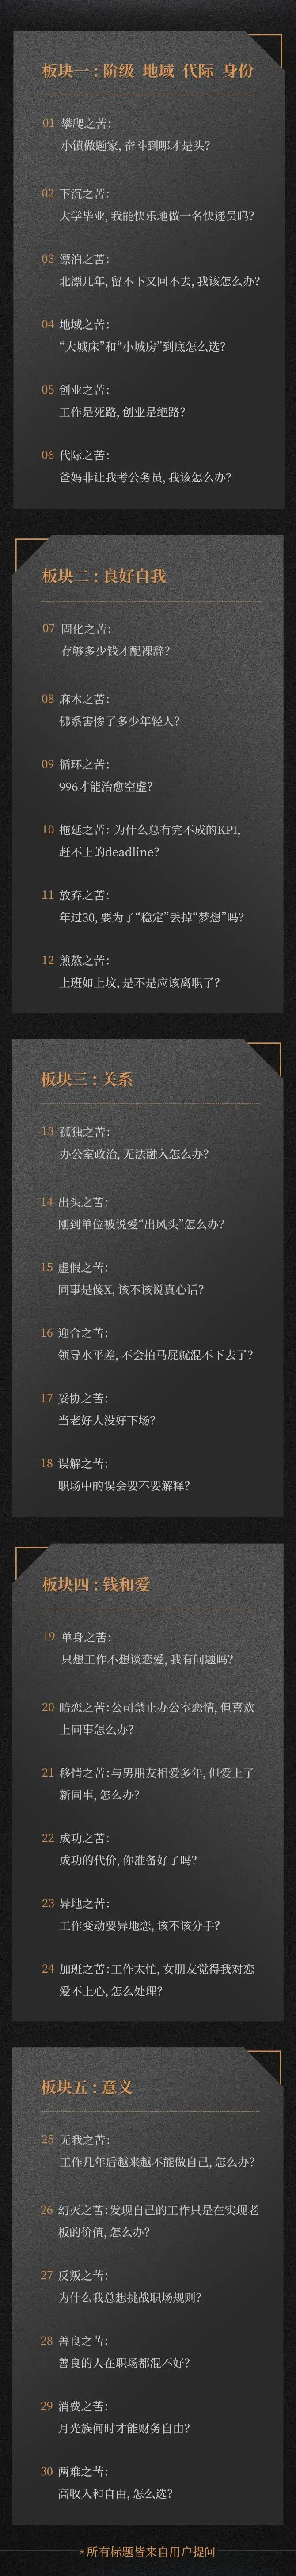 板块一：阶级 地域 代际 身份
01 攀爬之苦：
小镇做题家，奋斗到哪才是头？
02 下沉之苦：
大学毕业，我能快乐地做一名快递员吗？
03 漂泊之苦：
北漂几年，留不下又回不去，我该怎么办？
04 地域之苦：
“大城床”和“小城房”到底怎么选？
05 创业之苦：
工作是死路，创业是绝路？
06 代际之苦：
爸妈非让我考公务员，我该怎么办？
板块二：良好自我
07 固化之苦：
存够多少钱才配裸辞？
08 麻木之苦：
佛系害惨了多少年轻人？
09 循环之苦：
996才能治愈空虚？
10 拖延之苦：为什么总有完不成的KPI，
赶不上的deadline？
11 放弃之苦：
年过30，要为了“稳定”丢掉“梦想”吗？
12 煎熬之苦：
上班如上坟，是不是应该离职了？
板块三：关系
13 孤独之苦：
办公室政治，无法融入怎么办？
14 出头之苦：
刚到单位被说爱“出风头”怎么办？
15 虚假之苦：
同事是傻X，该不该说真心话？
16 迎合之苦：
领导水平差，不会拍马屁就混不下去了？
17 妥协之苦：
当老好人没好下场？
18 误解之苦：
职场中的误会要不要解释？
板块四：钱和爱
19 单身之苦：
只想工作不想谈恋爱，我有问题吗？
20 暗恋之苦：公司禁止办公室恋情，但喜欢
上同事怎么办？
21 移情之苦：与男朋友相爱多年，但爱上了
新同事，怎么办？
22 成功之苦：
成功的代价，你准备好了吗？
23 异地之苦：
工作变动要异地恋，该不该分手？
24 加班之苦：工作太忙，女朋友觉得我对恋
爱不上心，怎么处理？
板块五：意义
25 无我之苦：
工作几年后越来越不能做自己，怎么办？
26 幻灭之苦：发现自己的工作只是在实现老
板的价值，怎么办？
27 反叛之苦：
为什么我总想挑战职场规则？
28 善良之苦：
善良的人在职场都混不好？
29 消费之苦：
月光族何时才能财务自由？
30 两难之苦：
高收入和自由，怎么选？
*所有标题皆来自用户提问